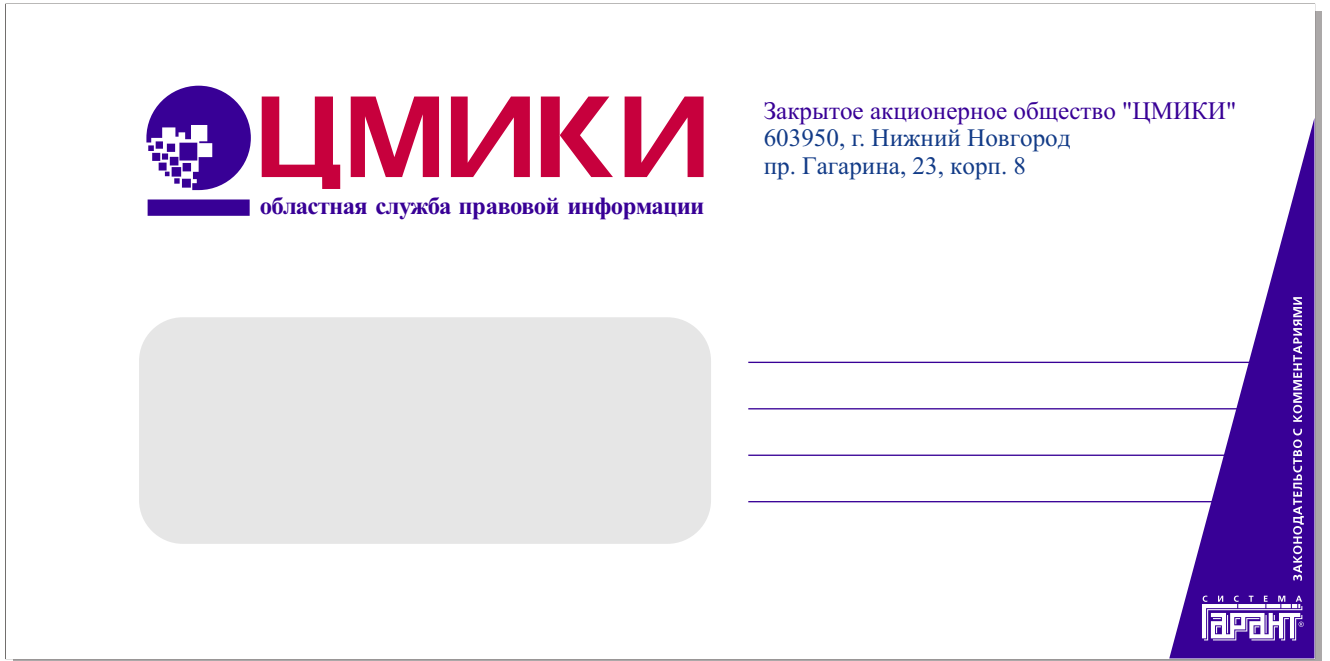 ЦМИКИ
областная служба правовой информации
Закрытое акционерное общество "ЦМИКИ"
603950, г. Нижний Новгород
пр. Гагарина, 23, корп. 8
ЗАКОНОДАТЕЛЬСТВО С КОММЕНТАРИЯМИ
СИСТЕМА
Гарант®